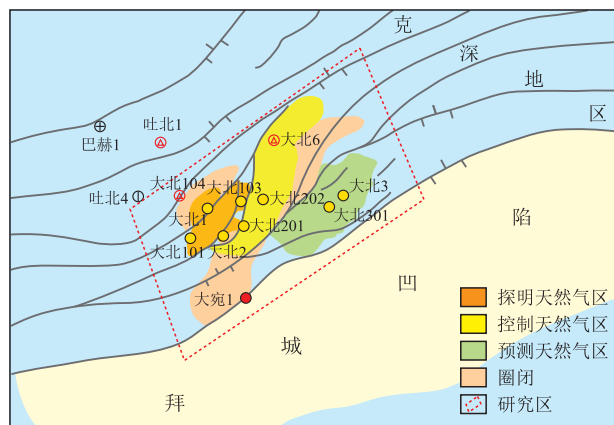 克
深
地
区
吐北1
巴赫1
大北6
大北104
大北103
大北3
吐北4
大北1
大北202
大北301
大北201
大北101
大北2
陷
凹
大宛1
城
拜
探明天然气区
控制天然气区
预测天然气区
圈闭
研究区